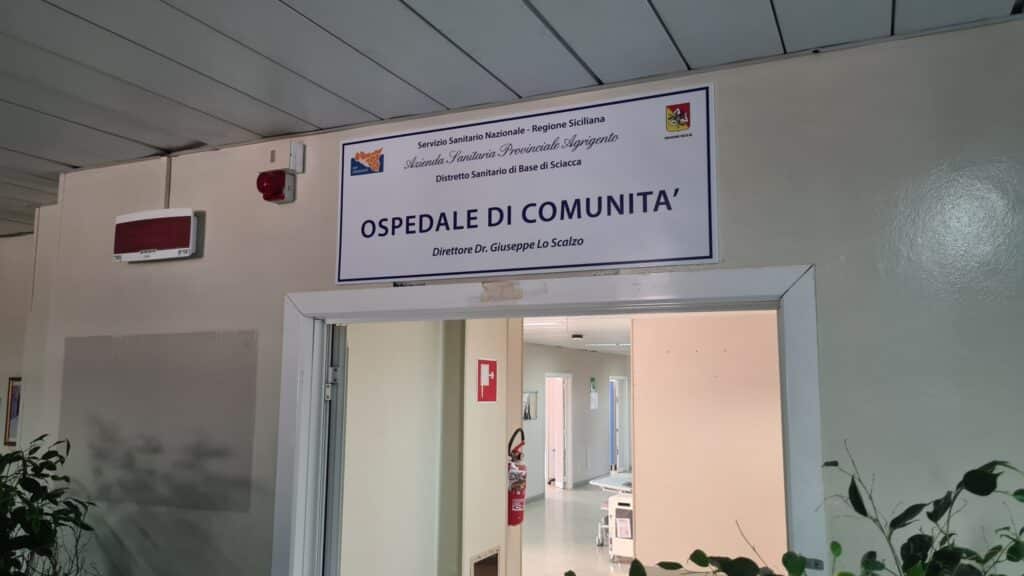 Servizio Sanitario Nazionale - Regione Siciliana
Azienda Sanitaria Provinciale Agrigento
Distretto Sanitario di Base di Sciacca
OSPEDALE DI COMUNITA’
Direttore Dr. Giuseppe Lo Scalzo